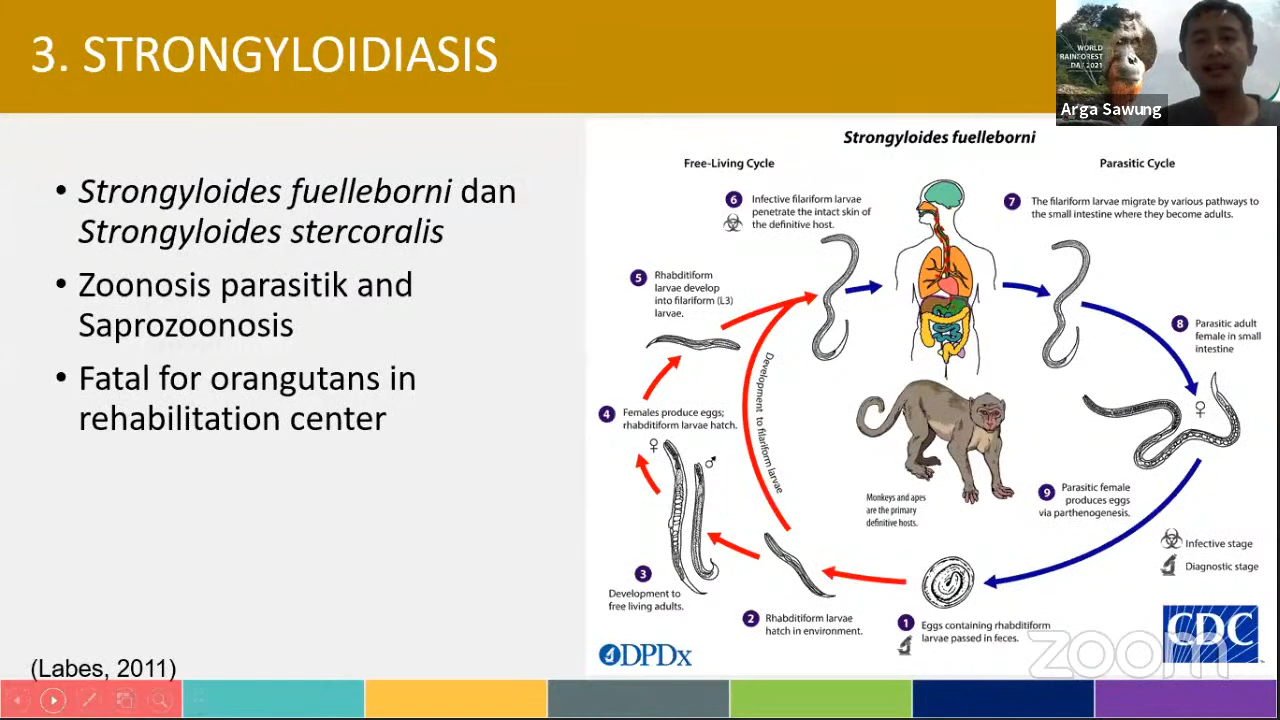 3. STRONGYLOIDIASIS
WORLD
RAINFOREST
DAY 2021
Arga Sawung
• Strongyloides fuelleborni dan
Strongyloides stercoralis
• Zoonosis parasitik and
Saprozoonosis
• Fatal for orangutans in
rehabilitation center
(Labes, 2011)
Strongyloides fuelleborni
Free-Living Cycle
Parasitic Cycle
6 Infective filariform larvae
penetrate the intact skin of
the definitive host.
7 The filariform larvae migrate by various pathways to
the small intestine where they become adults.
5 Rhabditiform
larvae develop
into filariform (L3)
larvae.
8 Parasitic adult
female in small
intestine
Development to filariform larvae
4 Females produce eggs;
rhabditiform larvae hatch.
♀
♂
♀
Monkeys and apes
are the primary
definitive hosts.
9 Parasitic female
produces eggs
via parthenogenesis.
Infective stage
Diagnostic stage
3
Development to
free living adults.
2 Rhabditiform larvae
hatch in environment.
1 Eggs containing rhabditiform
larvae passed in feces.
DPDx
CDC
zoom